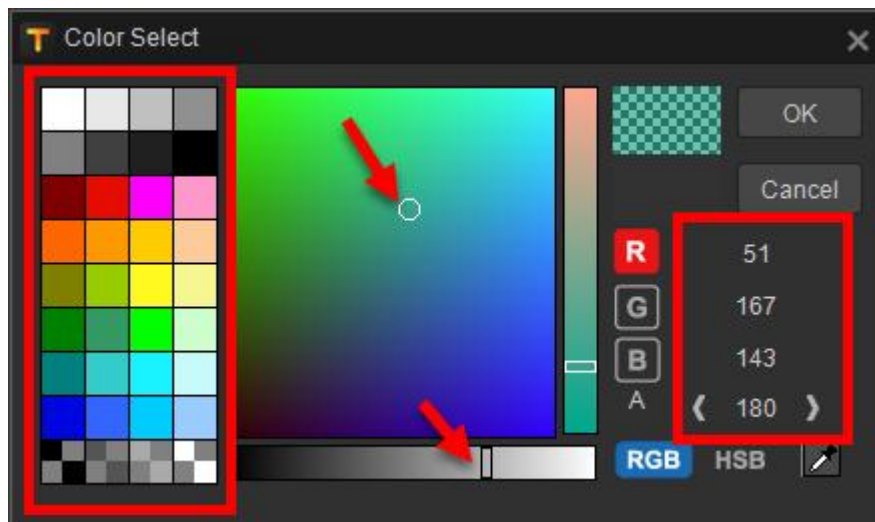 T Color Select
OK
Cancel
R 51
G 167
B 143
A 180
RGB HSB